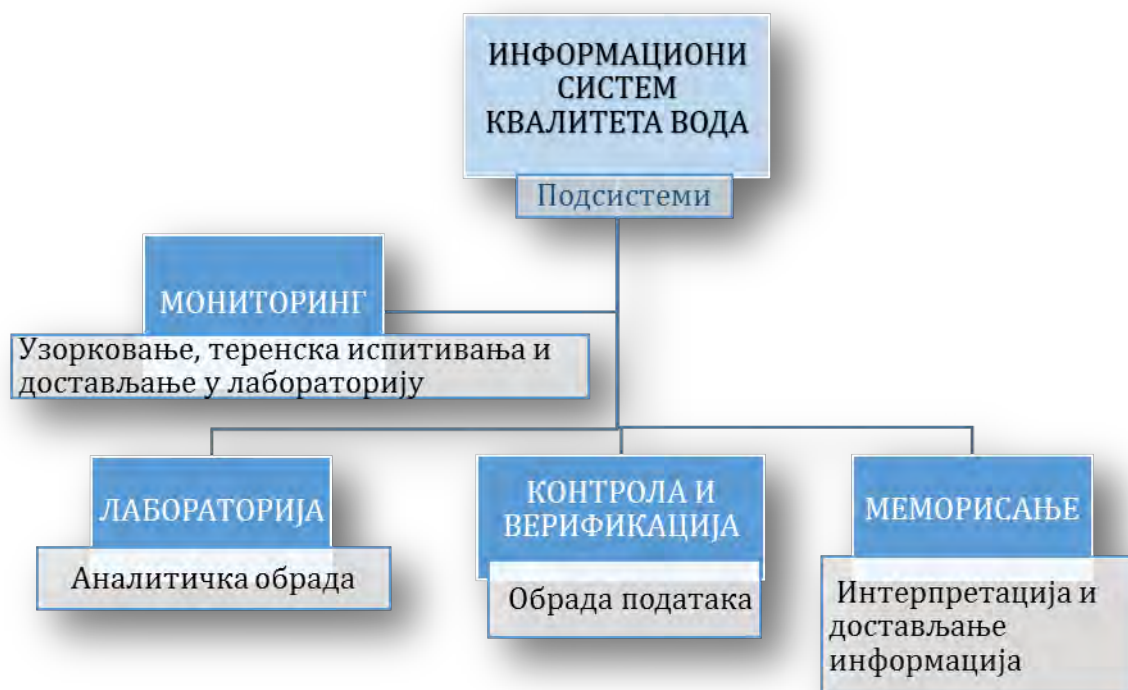 ИНФОРМАЦИОНИ
СИСТЕМ
КВАЛИТЕТА ВОДА
Подсистеми
МОНИТОРИНГ
Узорковање, теренска испитивања и
достављање у лабораторију
ЛАБОРАТОРИЈА
Аналитичка обрада
КОНТРОЛА И
ВЕРИФИКАЦИЈА
Обрада података
МЕМОРИСАЊЕ
Интерпретација и
достављање
информација